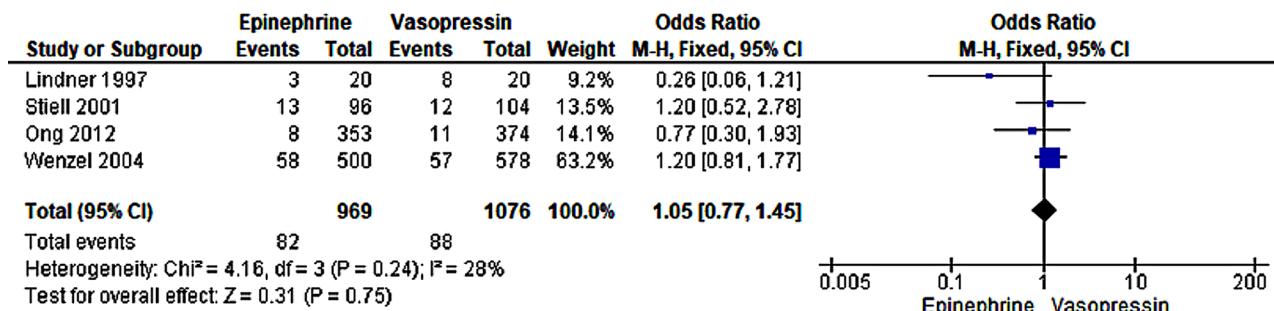 Epinephrine Vasopressin Odds Ratio Odds Ratio
Study or Subgroup Events Total Events Total Weight M-H, Fixed, 95% CI M-H, Fixed, 95% CI
Lindner 1997 3 20 8 20 9.2% 0.26 [0.06, 1.21]
Stiell 2001 13 96 12 104 13.5% 1.20 [0.52, 2.78]
Ong 2012 8 353 11 374 14.1% 0.77 [0.30, 1.93]
Wenzel 2004 58 500 57 578 63.2% 1.20 [0.81, 1.77]
Total (95% CI) 969 1076 100.0% 1.05 [0.77, 1.45]
Total events 82 88
Heterogeneity: Chi² = 4.16, df = 3 (P = 0.24); I² = 28%
Test for overall effect: Z = 0.31 (P = 0.75)
0.005 0.1 1 10 200
Epinephrine Vasopressin